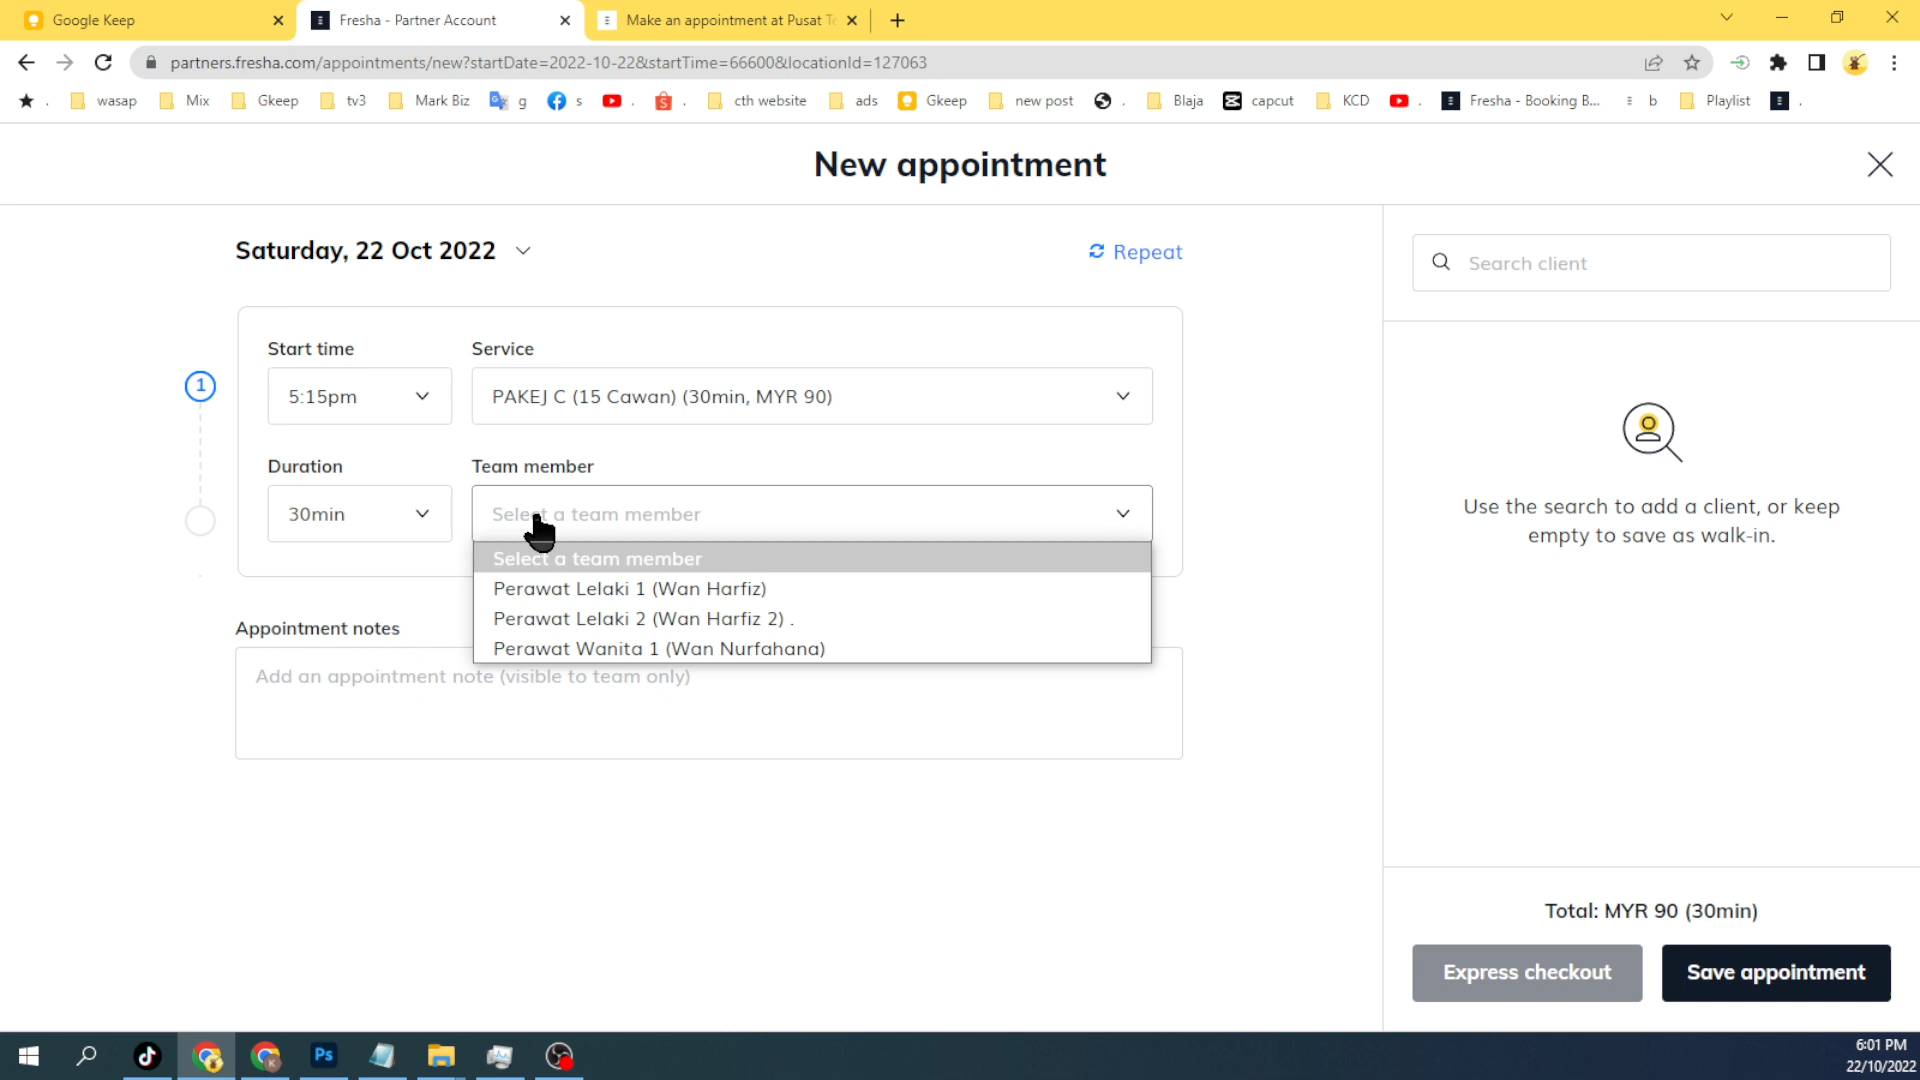 Google Keep
Fresha - Partner Account
Make an appointment at Pusat
partners.fresha.com/appointments/new?startDate=2022-10-22&startTime=66600&locationId=127063
wasap
Mix
Gkeep
tv3
Mark Biz
g
s
.
.
cth website
ads
Gkeep
new post
.
Blaja
capcut
KCD
.
Fresha - Booking B...
b
Playlist
.
New appointment
Saturday, 22 Oct 2022
Repeat
Search client
1
Start time
Service
5:15pm
PAKEJ C (15 Cawan) (30min, MYR 90)
Duration
Team member
30min
Select a team member
Select a team member
Perawat Lelaki 1 (Wan Harfiz)
Perawat Lelaki 2 (Wan Harfiz 2) .
Perawat Wanita 1 (Wan Nurfahana)
Appointment notes
Add an appointment note (visible to team only)
Use the search to add a client, or keep
empty to save as walk-in.
Total: MYR 90 (30min)
Express checkout
Save appointment
K
Ps
6:01 PM
22/10/2022